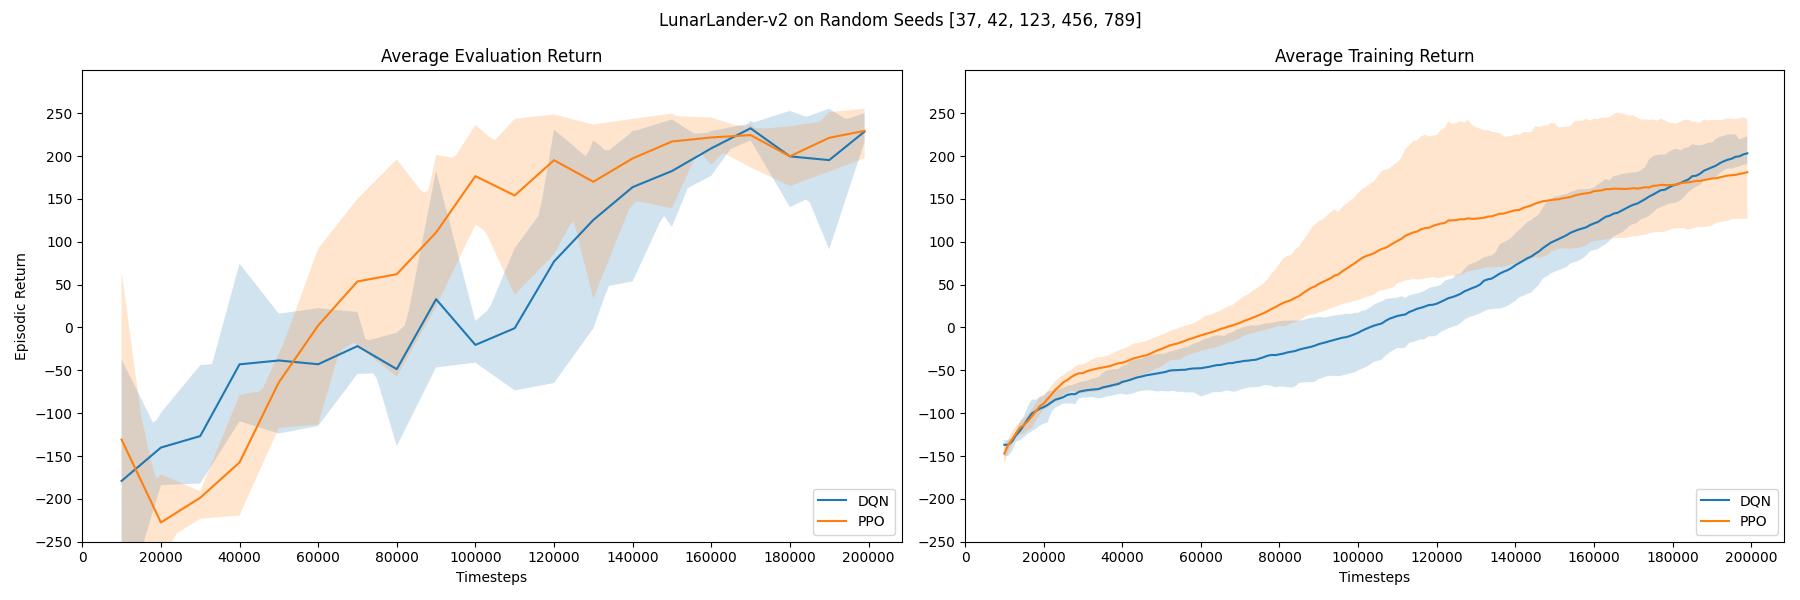 LunarLander-v2 on Random Seeds [37, 42, 123, 456, 789]
Average Evaluation Return
Episodic Return
250
200
150
100
50
0
−50
−100
−150
−200
−250
0 20000 40000 60000 80000 100000 120000 140000 160000 180000 200000
Timesteps
DQN
PPO
Average Training Return
250
200
150
100
50
0
−50
−100
−150
−200
−250
0 20000 40000 60000 80000 100000 120000 140000 160000 180000 200000
Timesteps
DQN
PPO